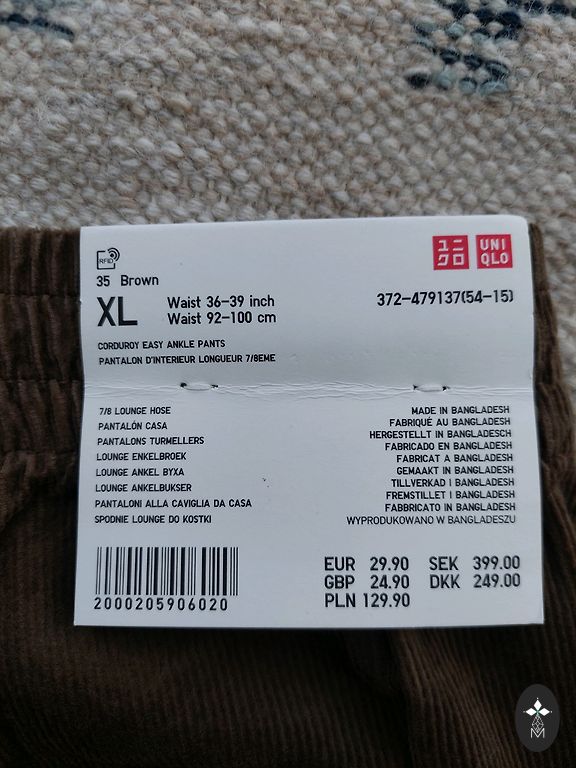 RFID
ユニ
クロ
UNI
QLO
35 Brown
XL
Waist 36-39 inch
Waist 92-100 cm
372-479137(54-15)
CORDUROY EASY ANKLE PANTS
PANTALON D'INTERIEUR LONGUEUR 7/8EME
7/8 LOUNGE HOSE
PANTALÓN CASA
PANTALONS TURMELLERS
LOUNGE ENKELBROEK
LOUNGE ANKEL BYXA
LOUNGE ANKELBUKSER
PANTALONI ALLA CAVIGLIA DA CASA
SPODNIE LOUNGE DO KOSTKI
MADE IN BANGLADESH
FABRIQUÉ AU BANGLADESH
HERGESTELLT IN BANGLADESCH
FABRICADO EN BANGLADESH
FABRICAT A BANGLADESH
GEMAAKT IN BANGLADESH
TILLVERKAD I BANGLADESH
FREMSTILLET I BANGLADESH
FABBRICATO IN BANGLADESH
WYPRODUKOWANO W BANGLADESZU
2000205906020
EUR 29.90 SEK 399.00
GBP 24.90 DKK 249.00
PLN 129.90
M